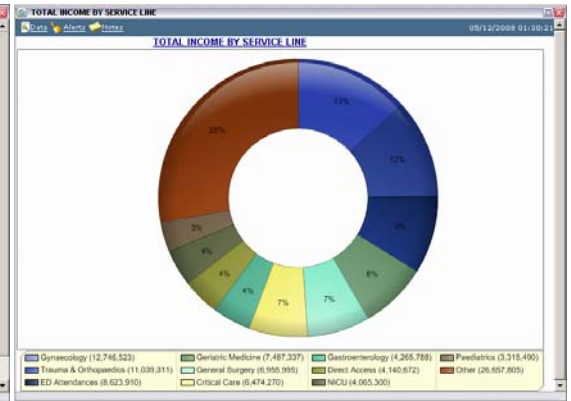 TOTAL INCOME BY SERVICE LINE
Data Alerts Notes 05/12/2008 01:30:21
TOTAL INCOME BY SERVICE LINE
13%
12%
9%
8%
7%
7%
4%
4%
4%
3%
28%
Gynaecology (12,746,523) Geriatric Medicine (7,487,337) Gastroenterology (4,265,788) Paediatrics (3,315,490)
Trauma & Orthopaedics (11,039,311) General Surgery (6,955,995) Direct Access (4,140,672) Other (26,657,805)
ED Attendances (8,623,910) Critical Care (6,474,270) NICU (4,065,300)